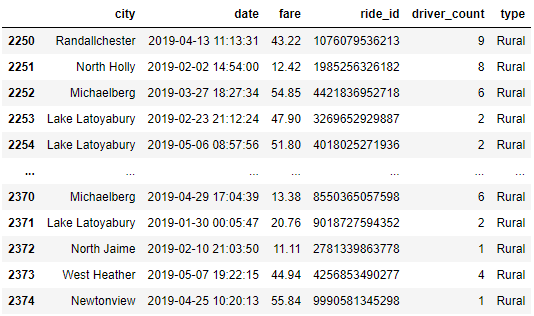 city date fare ride_id driver_count type
2250 Randallchester 2019-04-13 11:13:31 43.22 1076079536213 9 Rural
2251 North Holly 2019-02-02 14:54:00 12.42 1985256326182 8 Rural
2252 Michaelberg 2019-03-27 18:27:34 54.85 4421836952718 6 Rural
2253 Lake Latoyabury 2019-02-23 21:12:24 47.90 3269652929887 2 Rural
2254 Lake Latoyabury 2019-05-06 08:57:56 51.80 4018025271936 2 Rural
... ... ... ... ... ... ...
2370 Michaelberg 2019-04-29 17:04:39 13.38 8550365057598 6 Rural
2371 Lake Latoyabury 2019-01-30 00:05:47 20.76 9018727594352 2 Rural
2372 North Jaime 2019-02-10 21:03:50 11.11 2781339863778 1 Rural
2373 West Heather 2019-05-07 19:22:15 44.94 4256853490277 4 Rural
2374 Newtonview 2019-04-25 10:20:13 55.84 9990581345298 1 Rural